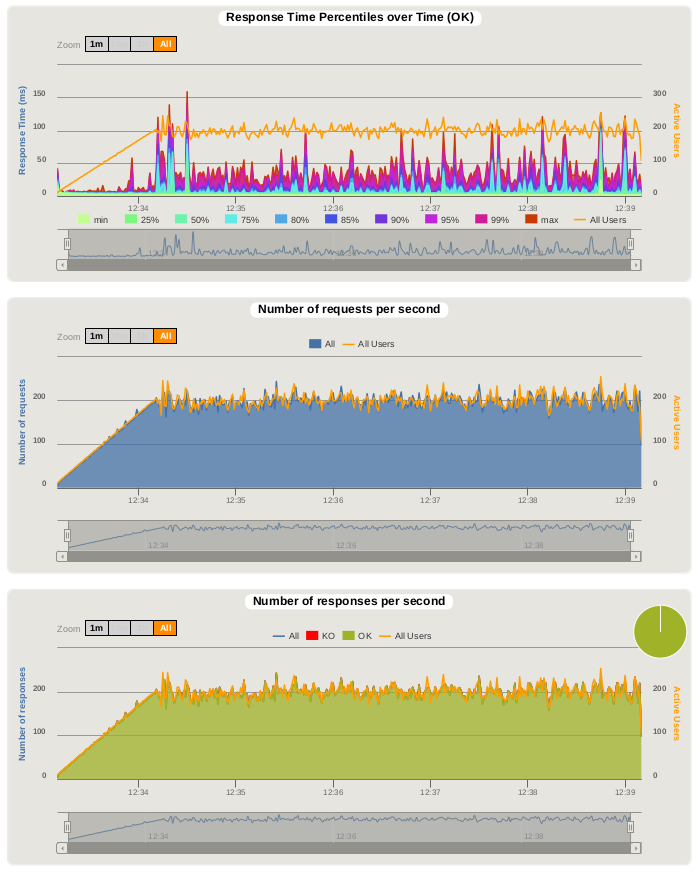 Response Time Percentiles over Time (OK)
Zoom 1m All
Response Time (ms)
150
100
50
0
300
200
100
0
Active Users
12:34 12:35 12:36 12:37 12:38 12:39
min 25% 50% 75% 80% 85% 90% 95% 99% max All Users
Number of requests per second
Zoom 1m All
All All Users
Number of requests
200
100
0
200
100
0
Active Users
12:34 12:35 12:36 12:37 12:38 12:39
12:34 12:36 12:38
Number of responses per second
Zoom 1m All
All KO OK All Users
Number of responses
200
100
0
200
100
0
Active Users
12:34 12:35 12:36 12:37 12:38 12:39
12:34 12:36 12:38